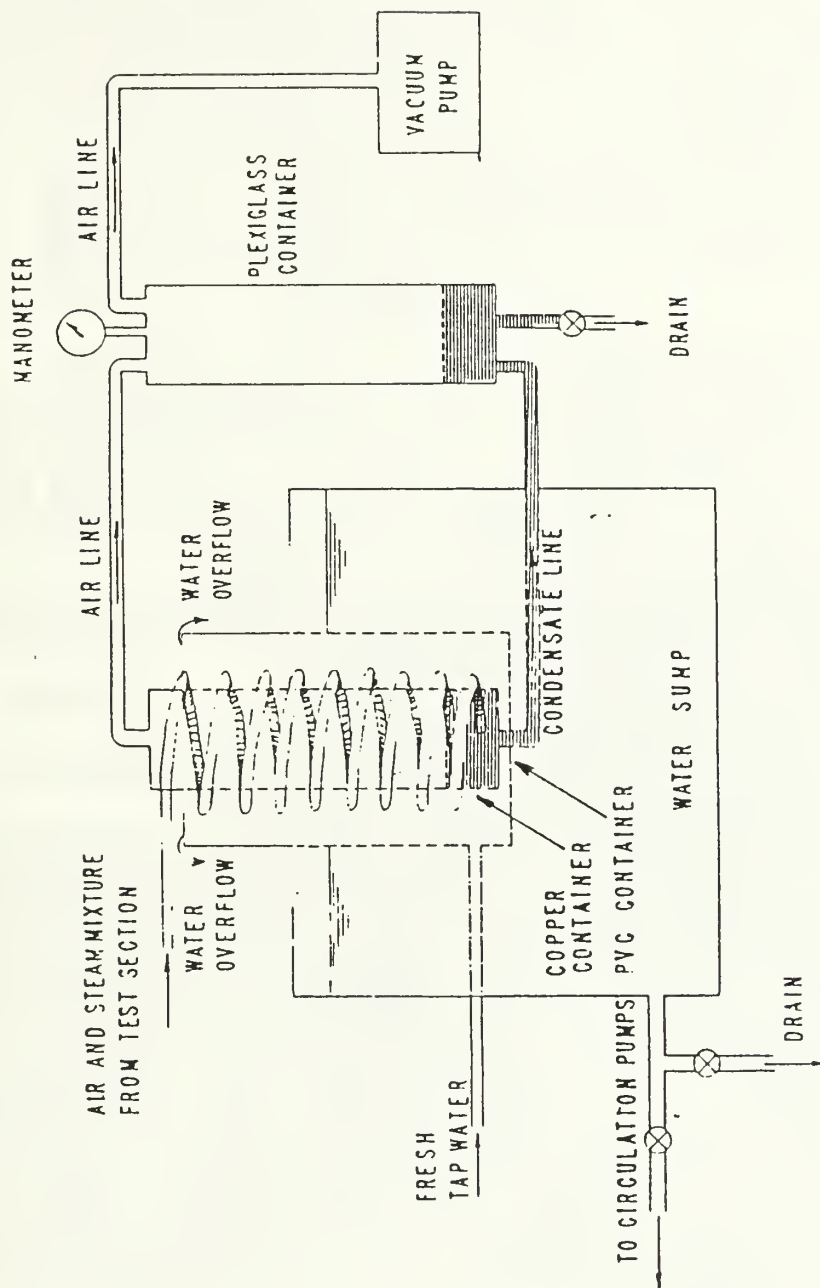 MANOMETER
AIR LINE
AIR LINE
VACUUM
PUMP
PLEXIGLASS
CONTAINER
DRAIN
AIR AND STEAM MIXTURE
FROM TEST SECTION
WATER
OVERFLOW
WATER
OVERFLOW
FRESH
TAP WATER
CONDENSATE LINE
COPPER
CONTAINER
PVC CONTAINER
WATER SUMP
TO CIRCULATION PUMPS
DRAIN